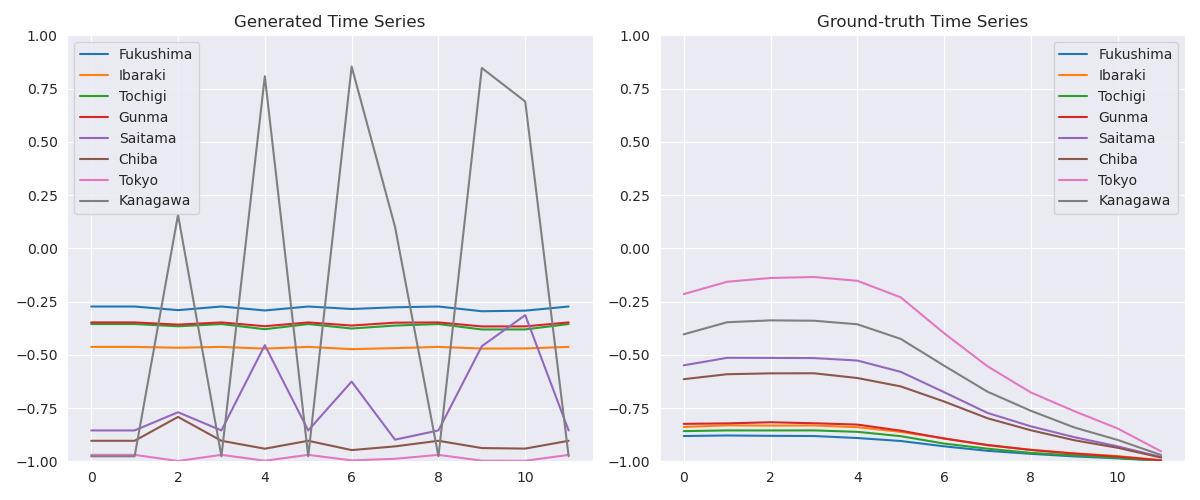 Generated Time Series
1.00
0.75
0.50
0.25
0.00
−0.25
−0.50
−0.75
−1.00
0 2 4 6 8 10
Fukushima
Ibaraki
Tochigi
Gunma
Saitama
Chiba
Tokyo
Kanagawa
Ground-truth Time Series
1.00
0.75
0.50
0.25
0.00
−0.25
−0.50
−0.75
−1.00
0 2 4 6 8 10
Fukushima
Ibaraki
Tochigi
Gunma
Saitama
Chiba
Tokyo
Kanagawa